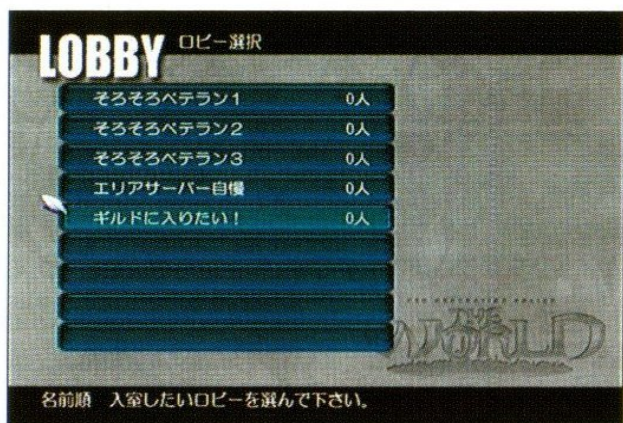 LOBBY ロビー選択
そろそろベテラン1 0人
そろそろベテラン2 0人
そろそろベテラン3 0人
エリアサーバー自慢 0人
ギルドに入りたい! 0人
THE
WORLD
名前順 入室したいロビーを選んで下さい。